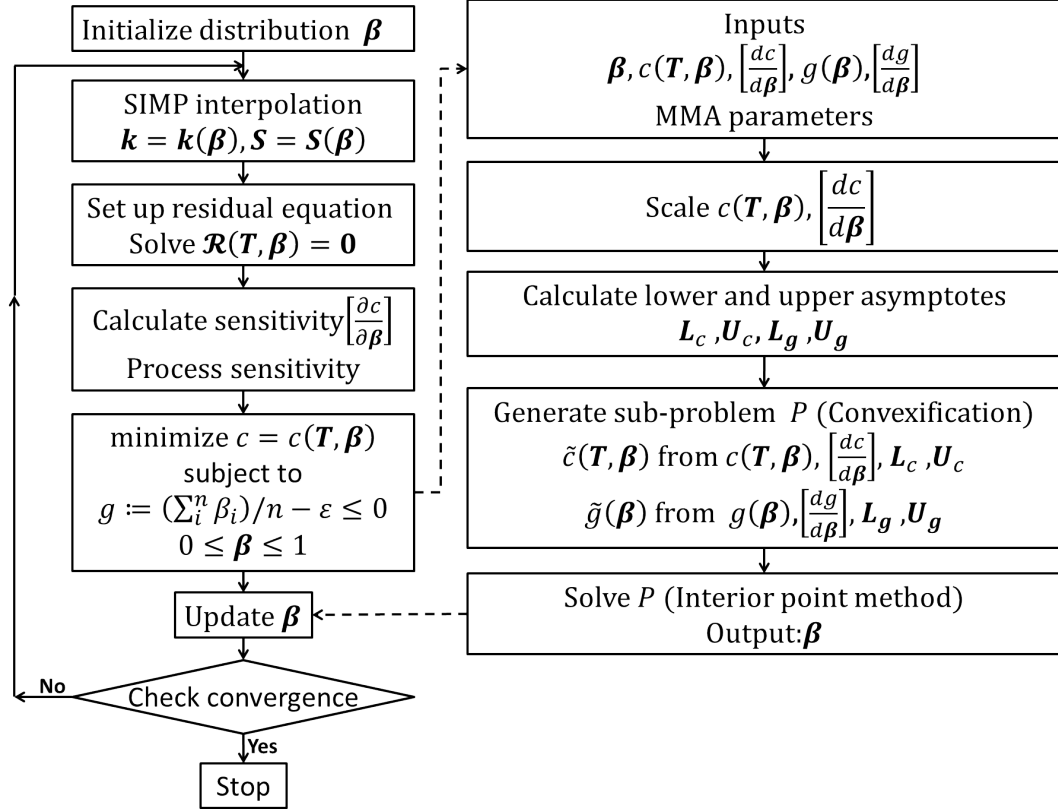 Initialize distribution 𝜷
SIMP interpolation
𝒌 = 𝒌(𝜷), 𝑺 = 𝑺(𝜷)
Set up residual equation
Solve 𝓡(𝑻, 𝜷) = 𝟎
Calculate sensitivity[∂c/∂𝜷]
Process sensitivity
minimize c = c(𝑻, 𝜷)
subject to
g ≔ (∑ᵢⁿ βᵢ)/n − ε ≤ 0
0 ≤ 𝜷 ≤ 1
Update 𝜷
Check convergence
No
Yes
Stop
Inputs
𝜷, c(𝑻, 𝜷), [dc/d𝜷], g(𝜷),[dg/d𝜷]
MMA parameters
Scale c(𝑻, 𝜷), [dc/d𝜷]
Calculate lower and upper asymptotes
𝑳_c ,𝑼_c, 𝑳_𝒈 ,𝑼_𝒈
Generate sub-problem P (Convexification)
c̃(𝑻, 𝜷) from c(𝑻, 𝜷), [dc/d𝜷], 𝑳_c ,𝑼_c
g̃(𝜷) from g(𝜷),[dg/d𝜷], 𝑳_𝒈 ,𝑼_𝒈
Solve P (Interior point method)
Output:𝜷